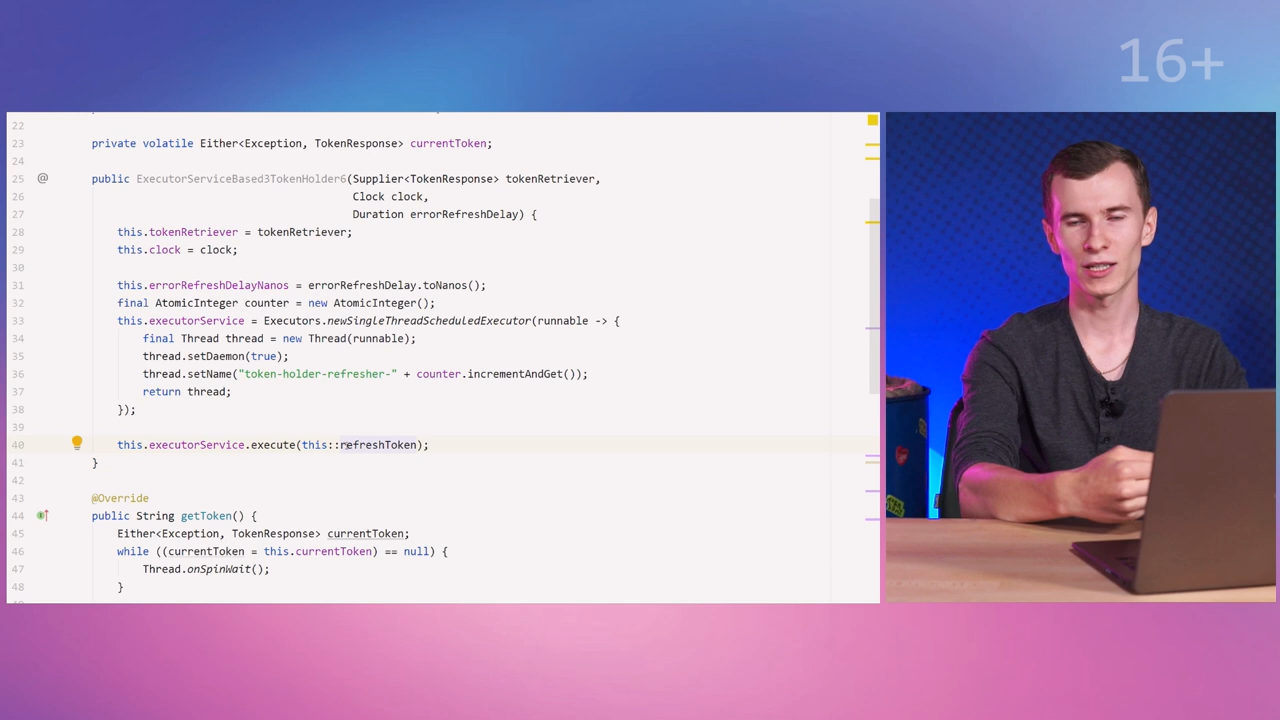 16+
22
23 private volatile Either<Exception, TokenResponse> currentToken;
24
25 @ public ExecutorServiceBased3TokenHolder6(Supplier<TokenResponse> tokenRetriever,
26 Clock clock,
27 Duration errorRefreshDelay) {
28 this.tokenRetriever = tokenRetriever;
29 this.clock = clock;
30
31 this.errorRefreshDelayNanos = errorRefreshDelay.toNanos();
32 final AtomicInteger counter = new AtomicInteger();
33 this.executorService = Executors.newSingleThreadScheduledExecutor(runnable -> {
34 final Thread thread = new Thread(runnable);
35 thread.setDaemon(true);
36 thread.setName("token-holder-refresher-" + counter.incrementAndGet());
37 return thread;
38 });
39
40 this.executorService.execute(this::refreshToken);
41 }
42
43 @Override
44 public String getToken() {
45 Either<Exception, TokenResponse> currentToken;
46 while ((currentToken = this.currentToken) == null) {
47 Thread.onSpinWait();
48 }